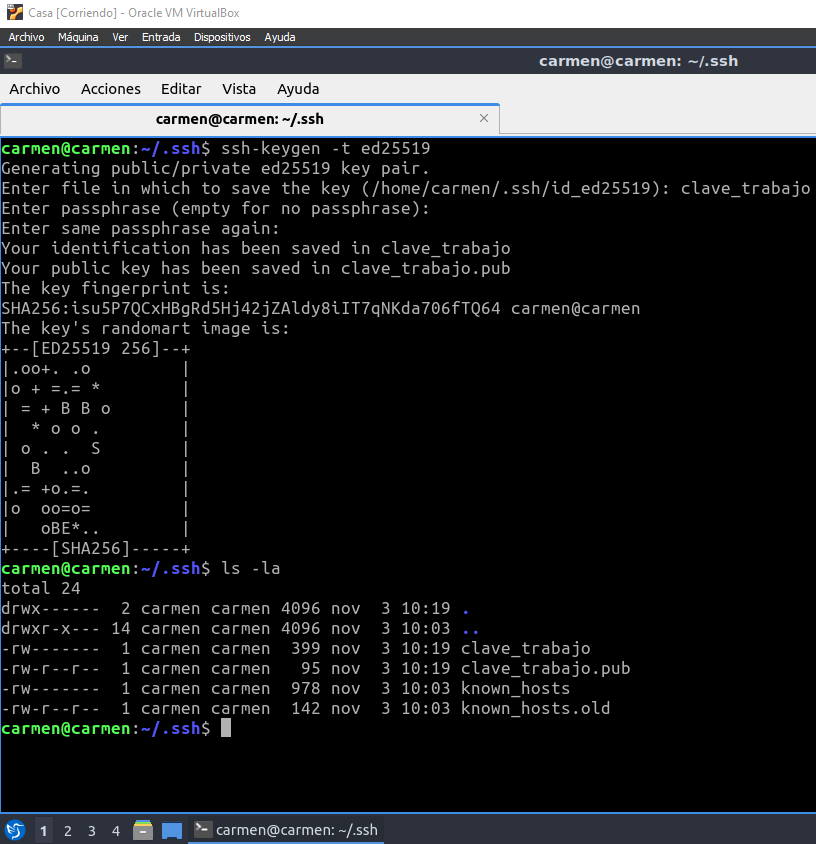 Casa [Corriendo] - Oracle VM VirtualBox
Archivo Máquina Ver Entrada Dispositivos Ayuda
carmen@carmen: ~/.ssh
Archivo Acciones Editar Vista Ayuda
carmen@carmen: ~/.ssh ×
carmen@carmen:~/.ssh$ ssh-keygen -t ed25519
Generating public/private ed25519 key pair.
Enter file in which to save the key (/home/carmen/.ssh/id_ed25519): clave_trabajo
Enter passphrase (empty for no passphrase):
Enter same passphrase again:
Your identification has been saved in clave_trabajo
Your public key has been saved in clave_trabajo.pub
The key fingerprint is:
SHA256:isu5P7QCxHBgRd5Hj42jZAldy8iIT7qNKda706fTQ64 carmen@carmen
The key's randomart image is:
+--[ED25519 256]--+
|.oo+. .o         |
|o + =.= *        |
| = + B B o       |
|  * o o .        |
| o . .  S        |
|  B  ..o         |
|.= +o.=.         |
|o  oo=o=         |
|   oBE*..        |
+----[SHA256]-----+
carmen@carmen:~/.ssh$ ls -la
total 24
drwx------  2 carmen carmen 4096 nov  3 10:19 .
drwxr-x--- 14 carmen carmen 4096 nov  3 10:03 ..
-rw-------  1 carmen carmen  399 nov  3 10:19 clave_trabajo
-rw-r--r--  1 carmen carmen   95 nov  3 10:19 clave_trabajo.pub
-rw-------  1 carmen carmen  978 nov  3 10:03 known_hosts
-rw-r--r--  1 carmen carmen  142 nov  3 10:03 known_hosts.old
carmen@carmen:~/.ssh$
1 2 3 4 carmen@carmen: ~/.ssh